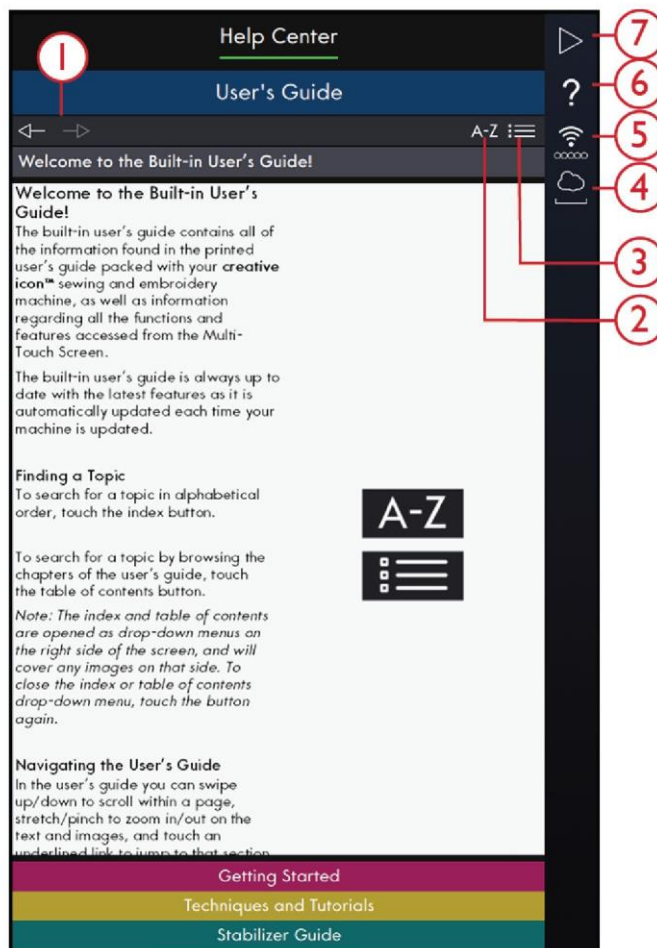 Help Center
User's Guide
A-Z
Welcome to the Built-in User's Guide!
Welcome to the Built-in User's
Guide!
The built-in user's guide contains all of
the information found in the printed
user's guide packed with your creative
icon™ sewing and embroidery
machine, as well as information
regarding all the functions and
features accessed from the Multi-
Touch Screen.
The built-in user's guide is always up to
date with the latest features as it is
automatically updated each time your
machine is updated.
Finding a Topic
To search for a topic in alphabetical
order, touch the index button.
A-Z
To search for a topic by browsing the
chapters of the user's guide, touch
the table of contents button.
Note: The index and table of contents
are opened as drop-down menus on
the right side of the screen, and will
cover any images on that side. To
close the index or table of contents
drop-down menu, touch the button
again.
Navigating the User's Guide
In the user's guide you can swipe
up/down to scroll within a page,
stretch/pinch to zoom in/out on the
text and images, and touch an
underlined link to jump to that section
Getting Started
Techniques and Tutorials
Stabilizer Guide
?
1
7
6
5
4
3
2